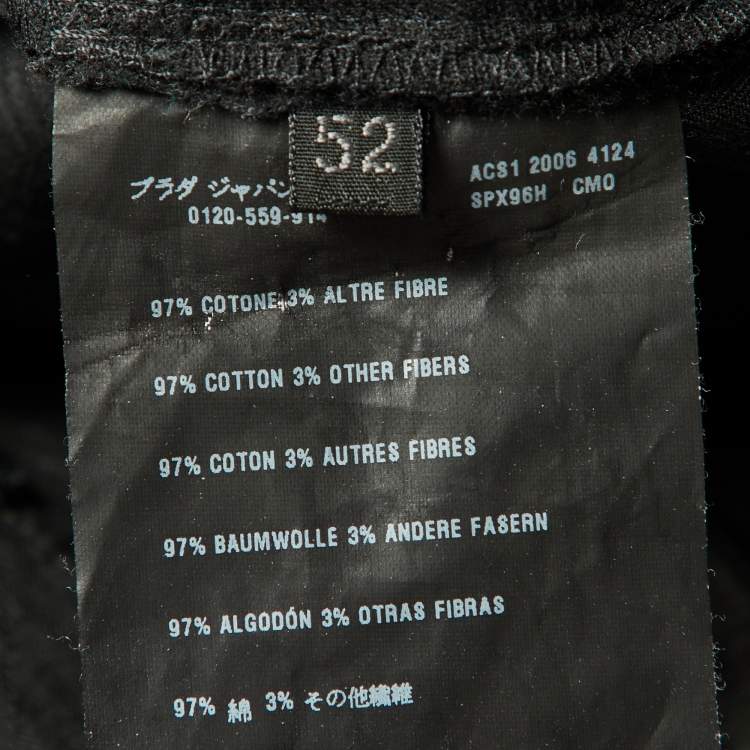 52
プラダ ジャパン
0120-559-914
ACS1 2006 4124
SPX96H CMO
97% COTONE 3% ALTRE FIBRE
97% COTTON 3% OTHER FIBERS
97% COTON 3% AUTRES FIBRES
97% BAUMWOLLE 3% ANDERE FASERN
97% ALGODÓN 3% OTRAS FIBRAS
97% 綿 3% その他繊維